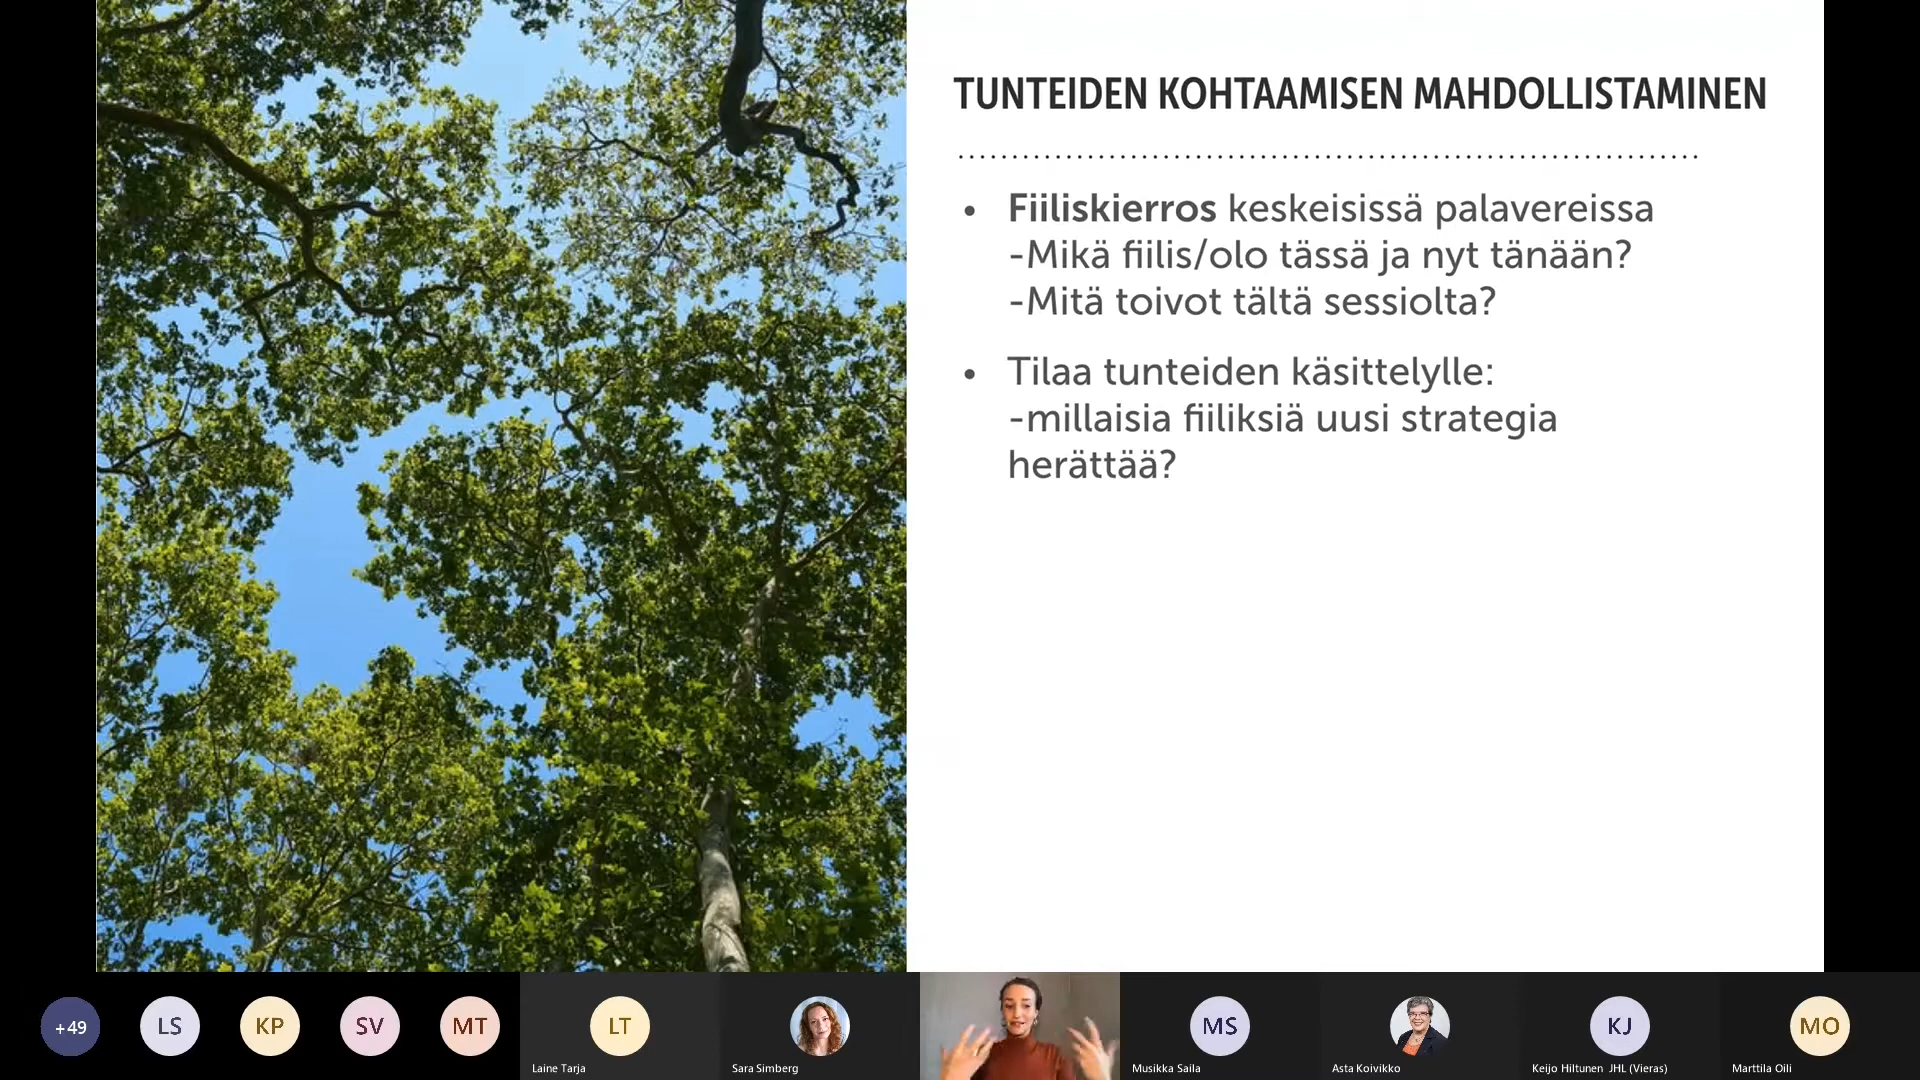 TUNTEIDEN KOHTAAMISEN MAHDOLLISTAMINEN
• Fiiliskierros keskeisissä palavereissa
-Mikä fiilis/olo tässä ja nyt tänään?
-Mitä toivot tältä sessiolta?
• Tilaa tunteiden käsittelylle:
-millaisia fiiliksiä uusi strategia
herättää?
+49
LS
KP
SV
MT
LT
MS
KJ
MO
Laine Tarja
Sara Simberg
Musikka Saila
Asta Koivikko
Keijo Hiltunen JHL (Vieras)
Marttila Oili